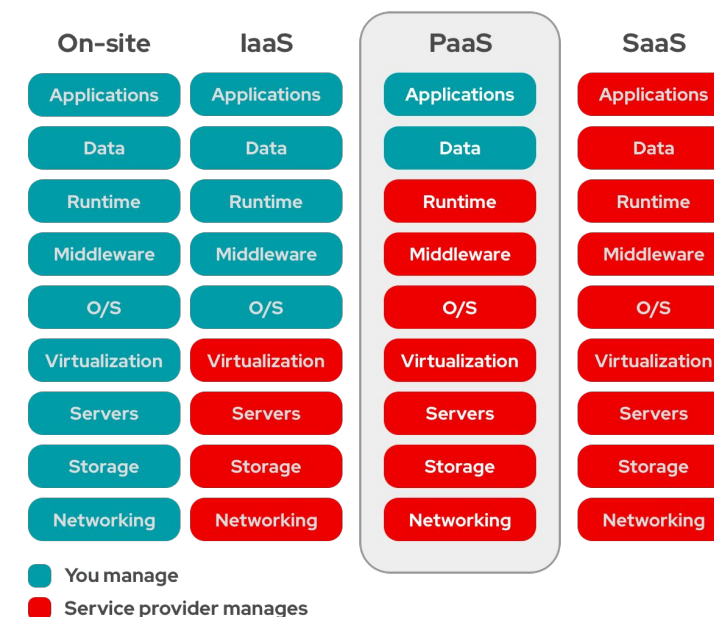 On-site IaaS PaaS SaaS
Applications Applications Applications Applications
Data Data Data Data
Runtime Runtime Runtime Runtime
Middleware Middleware Middleware Middleware
O/S O/S O/S O/S
Virtualization Virtualization Virtualization Virtualization
Servers Servers Servers Servers
Storage Storage Storage Storage
Networking Networking Networking Networking
You manage
Service provider manages